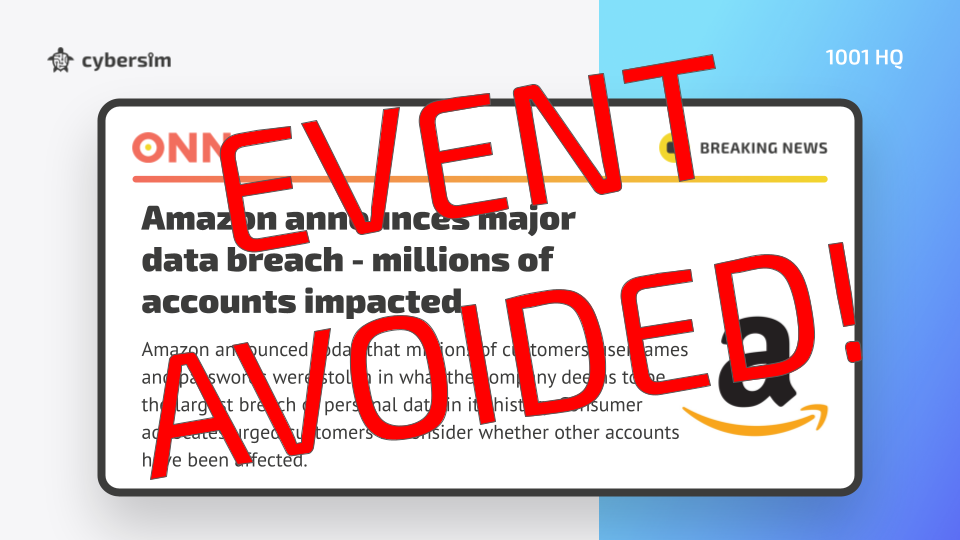 cybersim
1001 HQ
ONN
BREAKING NEWS
EVENT
AVOIDED!
Amazon announces major
data breach - millions of
accounts impacted
Amazon announced today that millions of customers' usernames
and passwords were stolen in what the company deems to be
the largest breach of personal data in its history. Consumer
advocates urged customers to consider whether other accounts
have been affected.